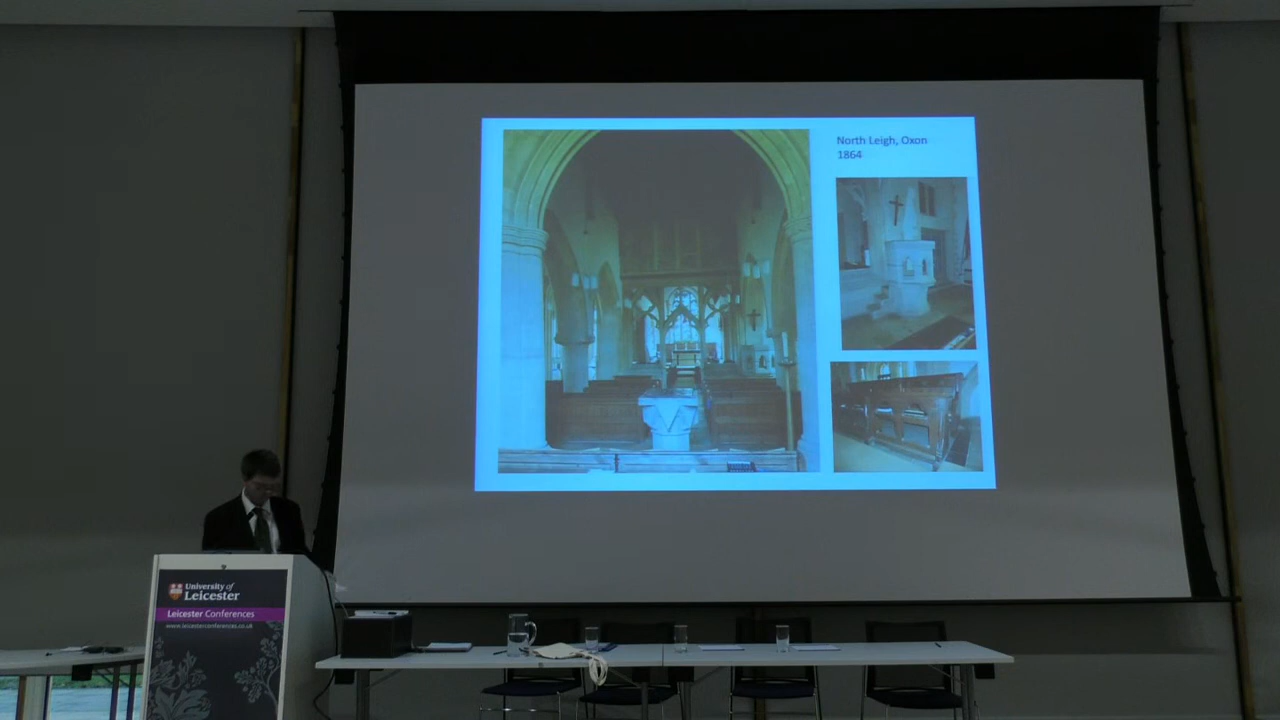 North Leigh, Oxon
1864
University of
Leicester
Leicester Conferences
www.leicesterconferences.co.uk